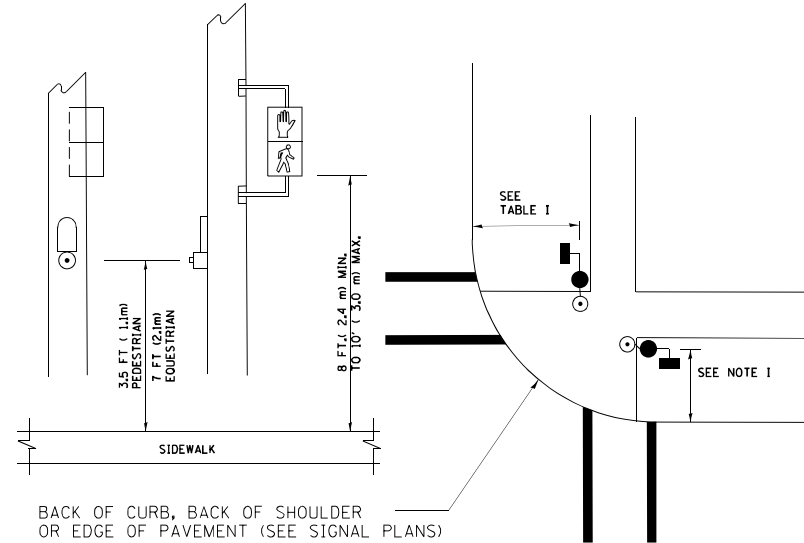 SEE
TABLE I
3.5 FT ( 1.1m)
PEDESTRIAN
7 FT (2.1m)
EQUESTRIAN
8 FT.( 2.4 m) MIN.
TO 10' ( 3.0 m) MAX.
SEE NOTE I
SIDEWALK
BACK OF CURB, BACK OF SHOULDER
OR EDGE OF PAVEMENT (SEE SIGNAL PLANS)